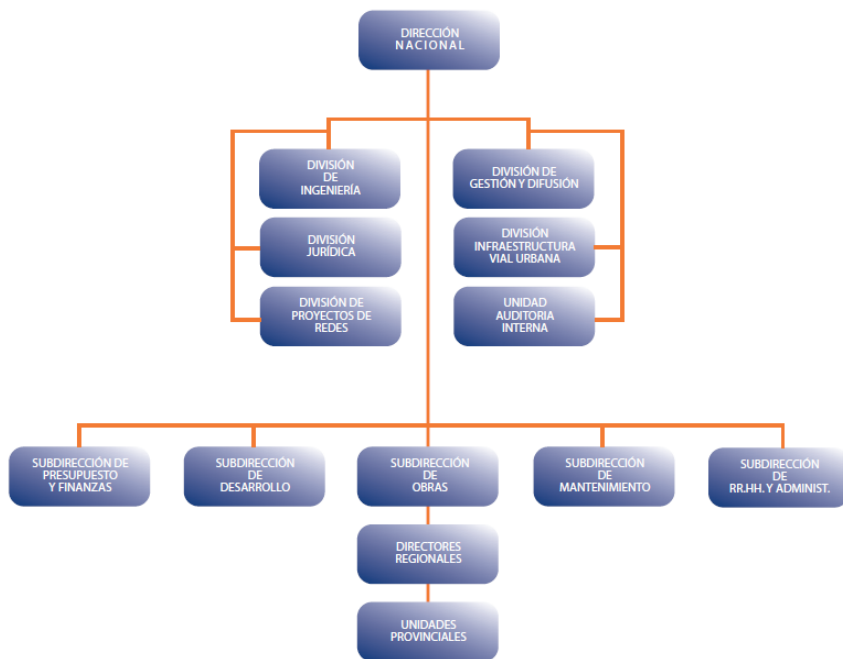 DIRECCIÓN
NACIONAL
DIVISIÓN
DE
INGENIERÍA
DIVISIÓN DE
GESTIÓN Y DIFUSIÓN
DIVISIÓN
JURÍDICA
DIVISIÓN
INFRAESTRUCTURA
VIAL URBANA
DIVISIÓN DE
PROYECTOS DE
REDES
UNIDAD
AUDITORIA
INTERNA
SUBDIRECCIÓN DE
PRESUPUESTO
Y FINANZAS
SUBDIRECCIÓN
DE
DESARROLLO
SUBDIRECCIÓN
DE
OBRAS
SUBDIRECCIÓN
DE
MANTENIMIENTO
SUBDIRECCIÓN
DE
RR.HH. Y ADMINIST.
DIRECTORES
REGIONALES
UNIDADES
PROVINCIALES